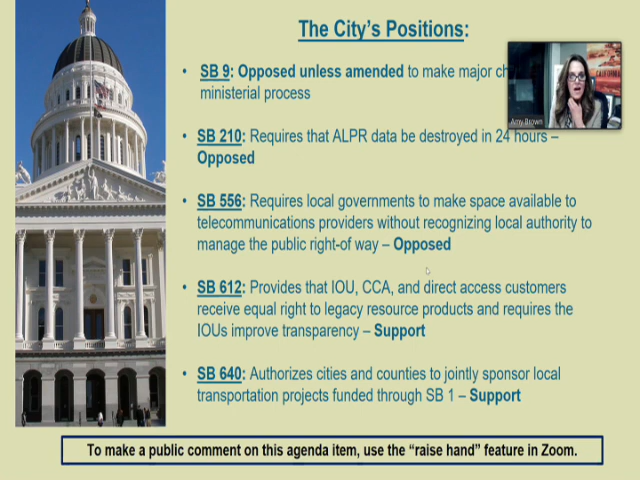 The City's Positions:
• SB 9: Opposed unless amended to make major
ministerial process
• SB 210: Requires that ALPR data be destroyed in 24 hours –
Opposed
• SB 556: Requires local governments to make space available to
telecommunications providers without recognizing local authority to
manage the public right-of way – Opposed
• SB 612: Provides that IOU, CCA, and direct access customers
receive equal right to legacy resource products and requires the
IOUs improve transparency – Support
• SB 640: Authorizes cities and counties to jointly sponsor local
transportation projects funded through SB 1 – Support
To make a public comment on this agenda item, use the “raise hand” feature in Zoom.
Amy Brown
CALIFORNIA